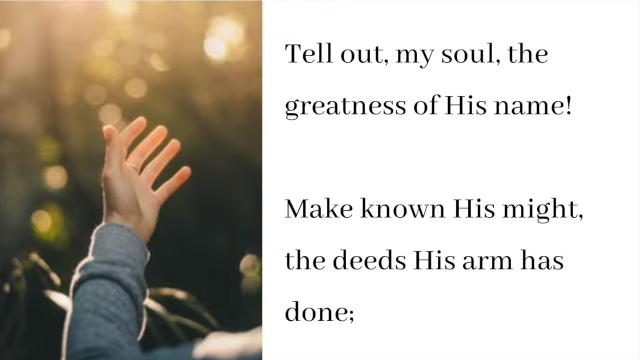 Tell out, my soul, the
greatness of His name!
Make known His might,
the deeds His arm has
done;